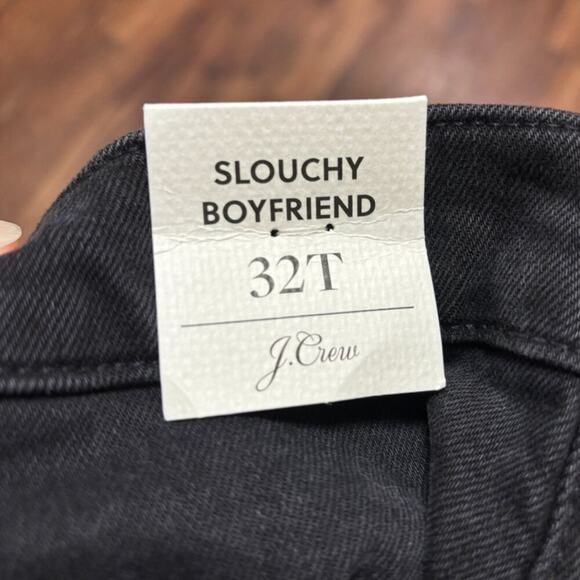 SLOUCHY
BOYFRIEND
32T
J.Crew